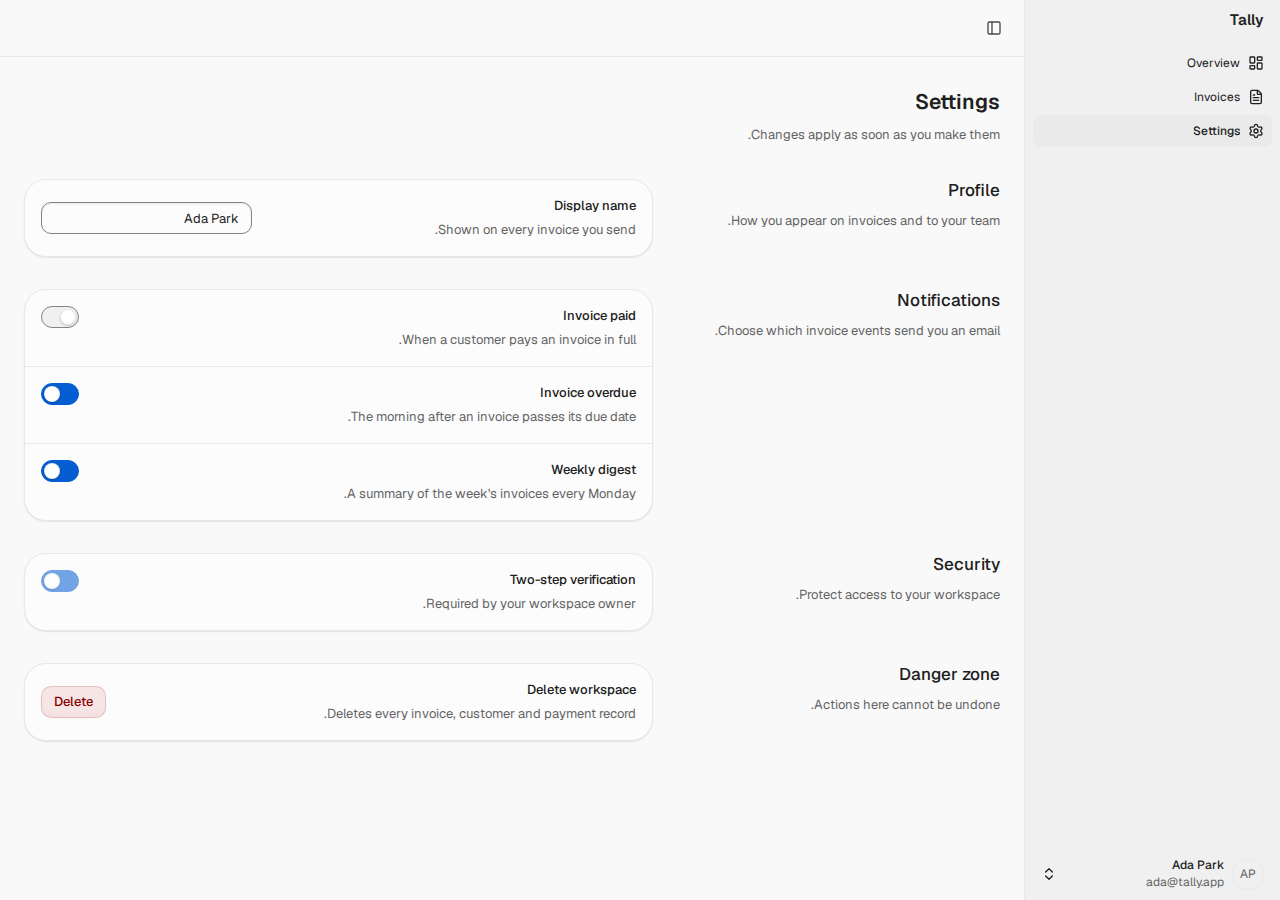 Tally
Overview
Invoices
Settings
Ada Park
ada@tally.app
AP
Settings
.Changes apply as soon as you make them
Profile
.How you appear on invoices and to your team
Display name
.Shown on every invoice you send
Ada Park
Notifications
.Choose which invoice events send you an email
Invoice paid
.When a customer pays an invoice in full
Invoice overdue
.The morning after an invoice passes its due date
Weekly digest
.A summary of the week's invoices every Monday
Security
.Protect access to your workspace
Two-step verification
.Required by your workspace owner
Danger zone
.Actions here cannot be undone
Delete workspace
.Deletes every invoice, customer and payment record
Delete